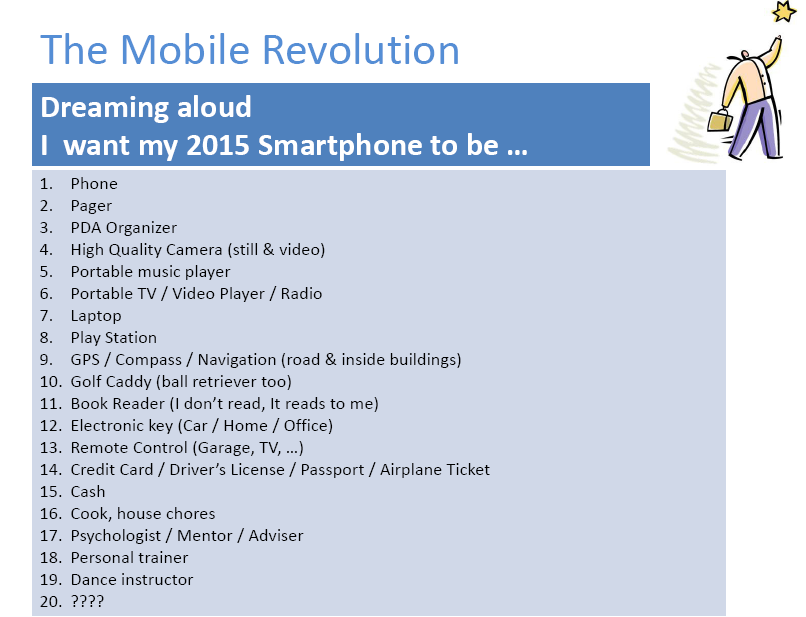 The Mobile Revolution
Dreaming aloud
I want my 2015 Smartphone to be ...
1. Phone
2. Pager
3. PDA Organizer
4. High Quality Camera (still & video)
5. Portable music player
6. Portable TV / Video Player / Radio
7. Laptop
8. Play Station
9. GPS / Compass / Navigation (road & inside buildings)
10. Golf Caddy (ball retriever too)
11. Book Reader (I don’t read, It reads to me)
12. Electronic key (Car / Home / Office)
13. Remote Control (Garage, TV, …)
14. Credit Card / Driver’s License / Passport / Airplane Ticket
15. Cash
16. Cook, house chores
17. Psychologist / Mentor / Adviser
18. Personal trainer
19. Dance instructor
20. ????